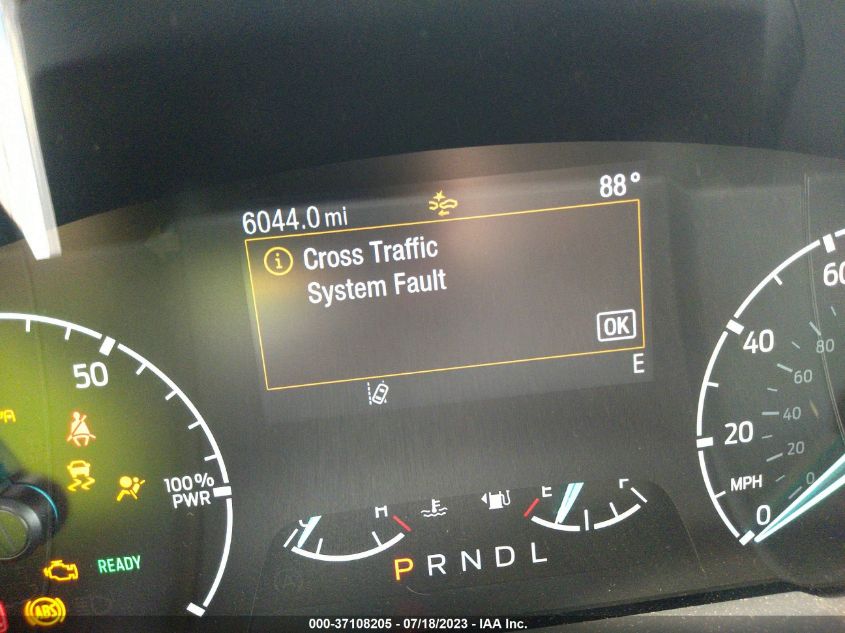 6044.0 mi
88°
i
Cross Traffic
System Fault
OK
E
50
100%
PWR
READY
ABS
H
E
F
P R N D L
60
40
20
0
MPH
80
60
40
20
0
000-37108205 - 07/18/2023 - IAA Inc.